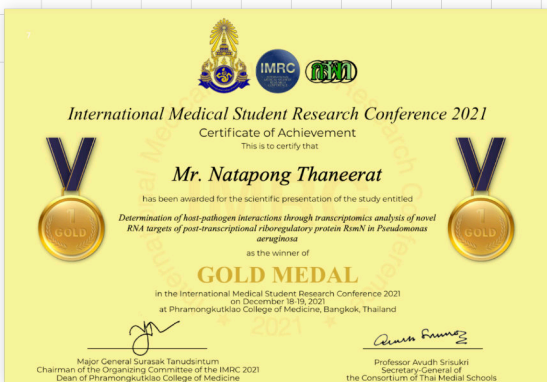 IMRC
International Medical Student Research Conference 2021
Certificate of Achievement
This is to certify that
Mr. Natapong Thaneerat
has been awarded for the scientific presentation of the study entitled
Determination of host-pathogen interactions through transcriptomics analysis of novel
RNA targets of post-transcriptional riboregulatory protein RsmN in Pseudomonas
aeruginosa
as the winner of
1 GOLD
1 GOLD
GOLD MEDAL
in the International Medical Student Research Conference 2021
on December 18-19, 2021
at Phramongkutklao College of Medicine, Bangkok, Thailand
2021
Major General Surasak Tanudsintum
Chairman of the Organizing Committee of the IMRC 2021
Dean of Phramongkutklao College of Medicine
Professor Avudh Srisukri
Secretary-General of
the Consortium of Thai Medical Schools